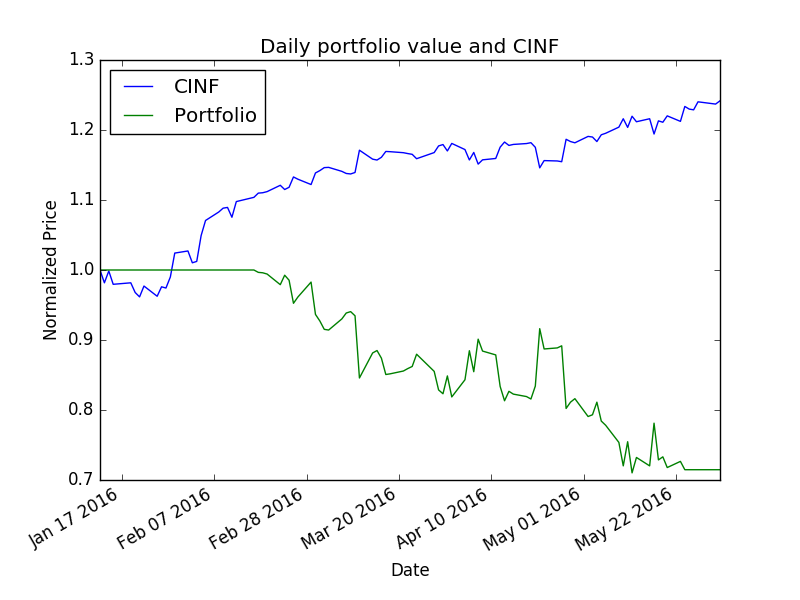 Daily portfolio value and CINF
1.3
1.2
1.1
1.0
0.9
0.8
0.7
Normalized Price
CINF
Portfolio
Jan 17 2016
Feb 07 2016
Feb 28 2016
Mar 20 2016
Apr 10 2016
May 01 2016
May 22 2016
Date